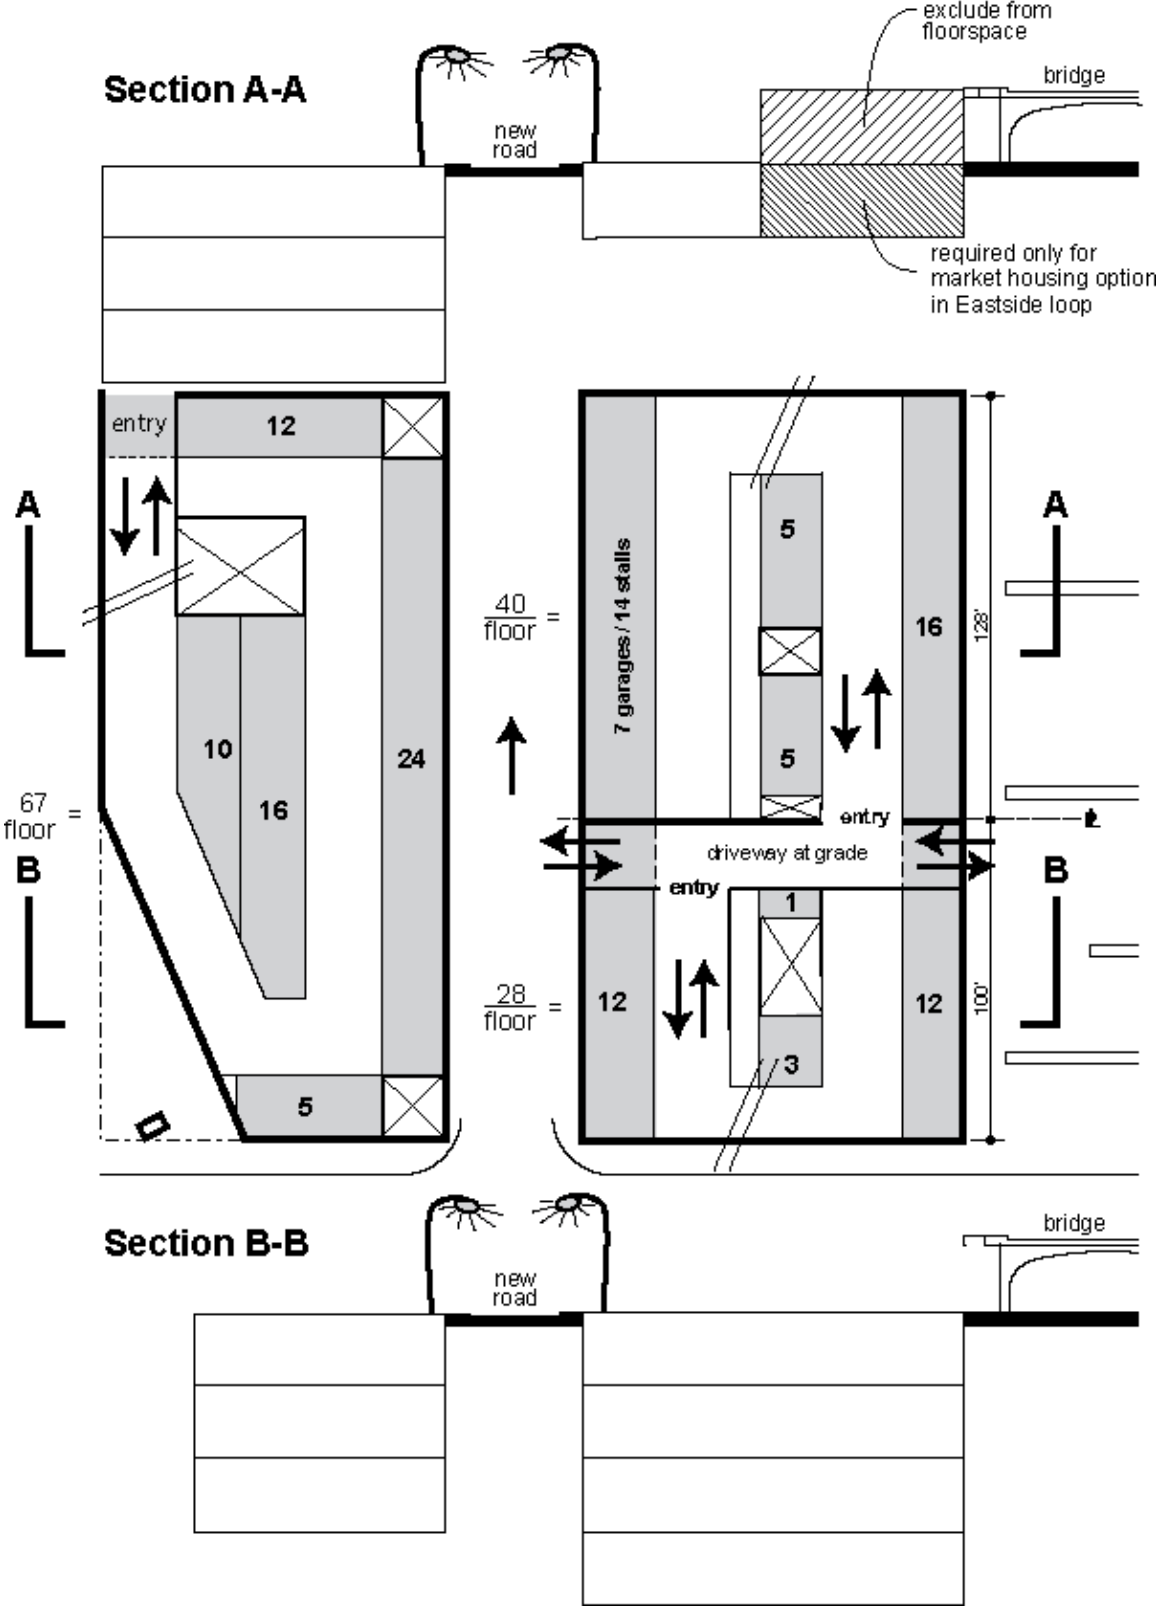 exclude from
floorspace
Section A-A
bridge
new
road
required only for
market housing option
in Eastside loop
entry
12
A
A
5
7 garages / 14 stalls
40
floor =
16
128'
10
24
5
16
67
floor =
entry
driveway at grade
entry
B
B
1
28
floor =
12
12
100'
3
5
Section B-B
bridge
new
road